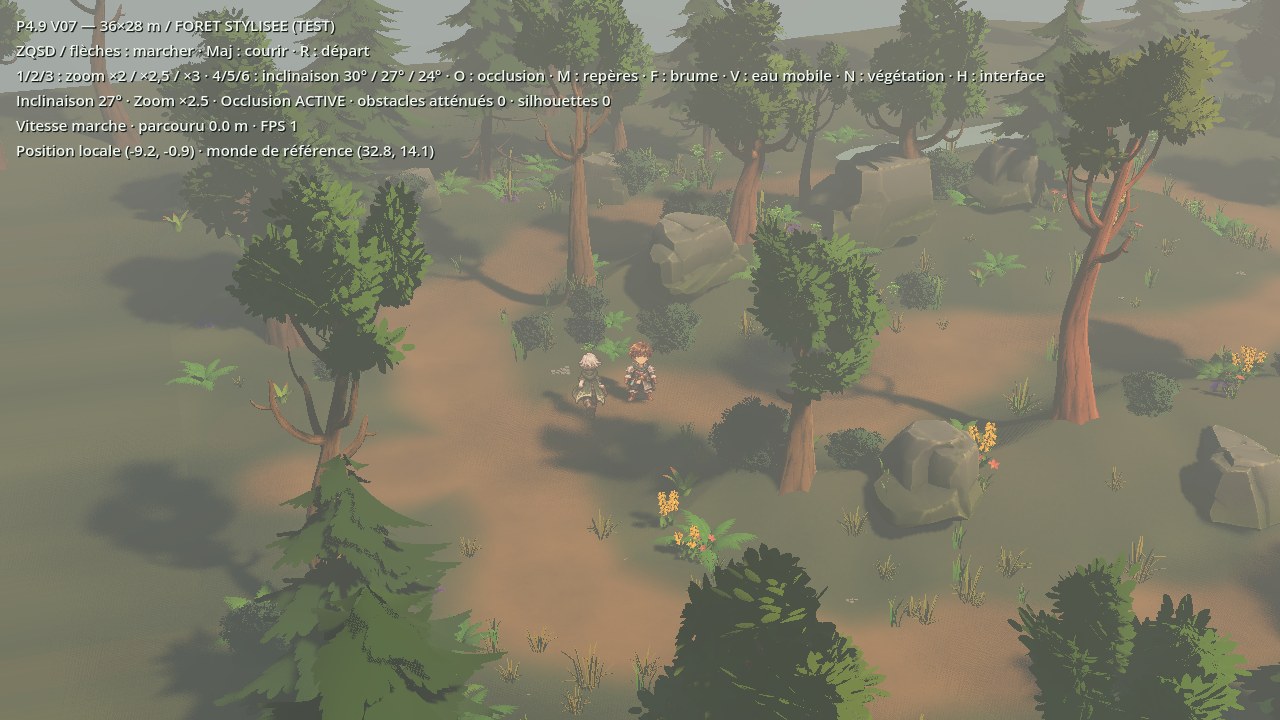 P4.9 V07 — 36×28 m / FORET STYLISEE (TEST)
ZQSD / flèches : marcher · Maj : courir · R : départ
1/2/3 : zoom ×2 / ×2,5 / ×3 · 4/5/6 : inclinaison 30° / 27° / 24° · O : occlusion · M : repères · F : brume · V : eau mobile · N : végétation · H : interface
Inclinaison 27° · Zoom ×2.5 · Occlusion ACTIVE · obstacles atténués 0 · silhouettes 0
Vitesse marche · parcouru 0.0 m · FPS 1
Position locale (-9.2, -0.9) · monde de référence (32.8, 14.1)